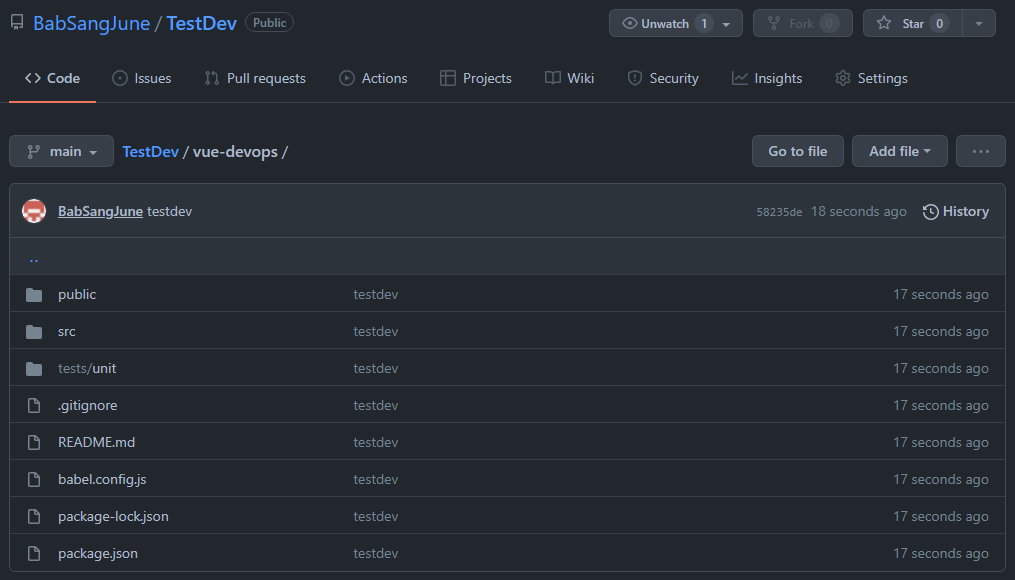 BabSangJune / TestDev Public Unwatch 1 Fork 0 Star 0
Code Issues Pull requests Actions Projects Wiki Security Insights Settings
main TestDev / vue-devops / Go to file Add file ...
BabSangJune testdev 58235de 18 seconds ago History
..
public testdev 17 seconds ago
src testdev 17 seconds ago
tests/unit testdev 17 seconds ago
.gitignore testdev 17 seconds ago
README.md testdev 17 seconds ago
babel.config.js testdev 17 seconds ago
package-lock.json testdev 17 seconds ago
package.json testdev 17 seconds ago